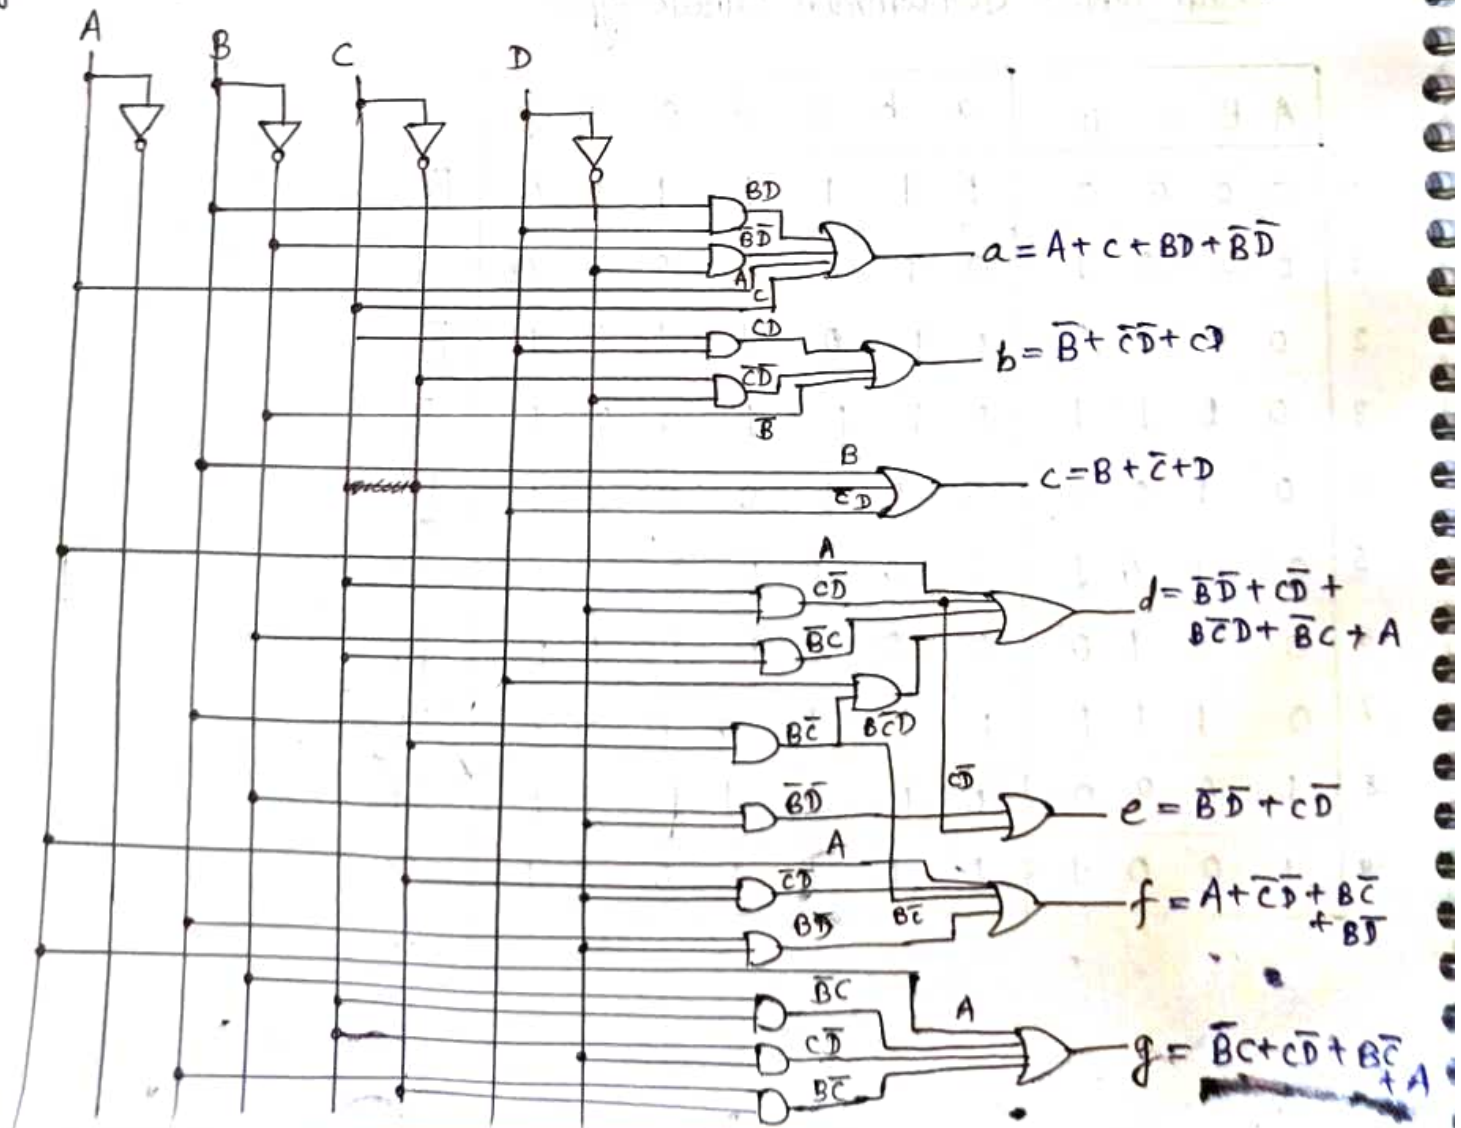 A B C D
BD
B̅D̅
A
C
a = A + C + BD + B̅D̅
CD
C̅D̅
B̅
b = B̅ + C̅D̅ + CD
B
C̅
D
c = B + C̅ + D
A
CD̅
B̅C
BC̅
BC̅D
d = B̅D̅ + CD̅ +
BC̅D + B̅C + A
B̅D̅
CD̅
e = B̅D̅ + CD̅
A
C̅D̅
BC̅
BD̅
f = A + C̅D̅ + BC̅
+ BD̅
A
B̅C
CD̅
BC̅
g = B̅C + CD̅ + BC̅
+ A